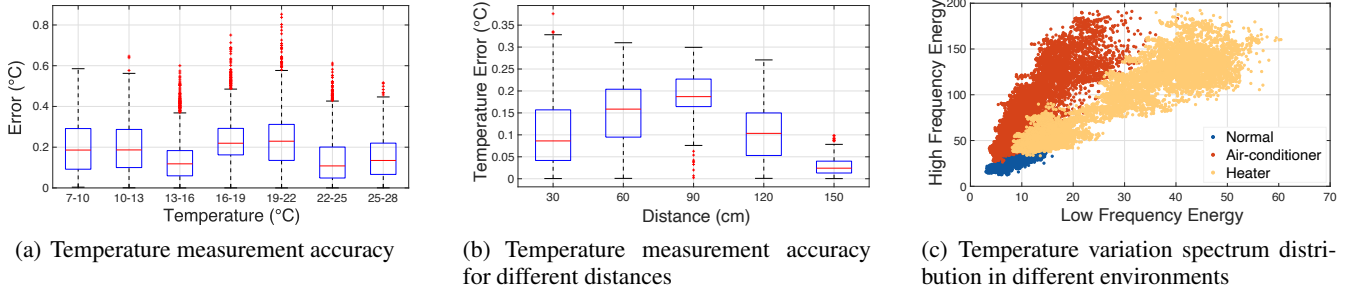 0.8
0.6
0.4
0.2
0
Error (°C)
7-10 10-13 13-16 16-19 19-22 22-25 25-28
Temperature (°C)
(a) Temperature measurement accuracy
0.35
0.3
0.25
0.2
0.15
0.1
0.05
0
Temperature Error (°C)
30 60 90 120 150
Distance (cm)
(b) Temperature measurement accuracy
for different distances
200
150
100
50
0
High Frequency Energy
Normal
Air-conditioner
Heater
0 10 20 30 40 50 60 70
Low Frequency Energy
(c) Temperature variation spectrum distri-
bution in different environments